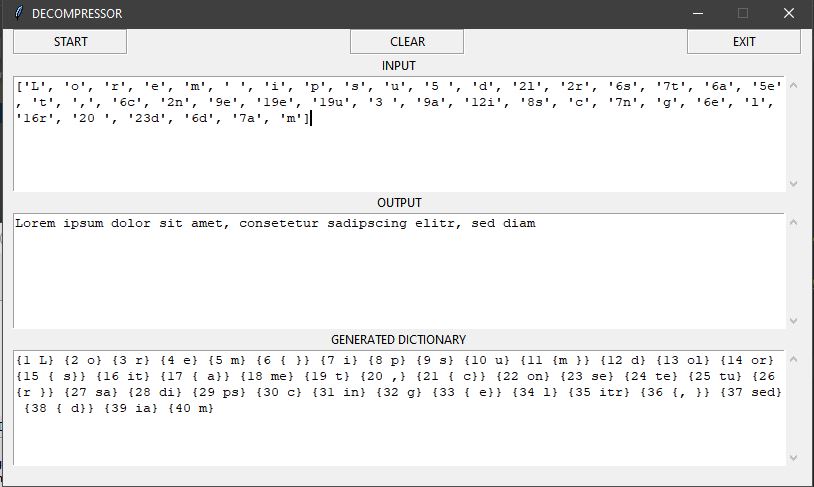 DECOMPRESSOR
START CLEAR EXIT
INPUT
['L', 'o', 'r', 'e', 'm', ' ', 'i', 'p', 's', 'u', '5 ', 'd', '2l', '2r', '6s', '7t', '6a', '5e'
, 't', ',', '6c', '2n', '9e', '19e', '19u', '3 ', '9a', '12i', '8s', 'c', '7n', 'g', '6e', 'l',
'16r', '20 ', '23d', '6d', '7a', 'm']
OUTPUT
Lorem ipsum dolor sit amet, consetetur sadipscing elitr, sed diam
GENERATED DICTIONARY
{1 L} {2 o} {3 r} {4 e} {5 m} {6 { }} {7 i} {8 p} {9 s} {10 u} {11 {m }} {12 d} {13 ol} {14 or}
{15 { s}} {16 it} {17 { a}} {18 me} {19 t} {20 ,} {21 { c}} {22 on} {23 se} {24 te} {25 tu} {26
{r }} {27 sa} {28 di} {29 ps} {30 c} {31 in} {32 g} {33 { e}} {34 l} {35 itr} {36 {, }} {37 sed}
{38 { d}} {39 ia} {40 m}